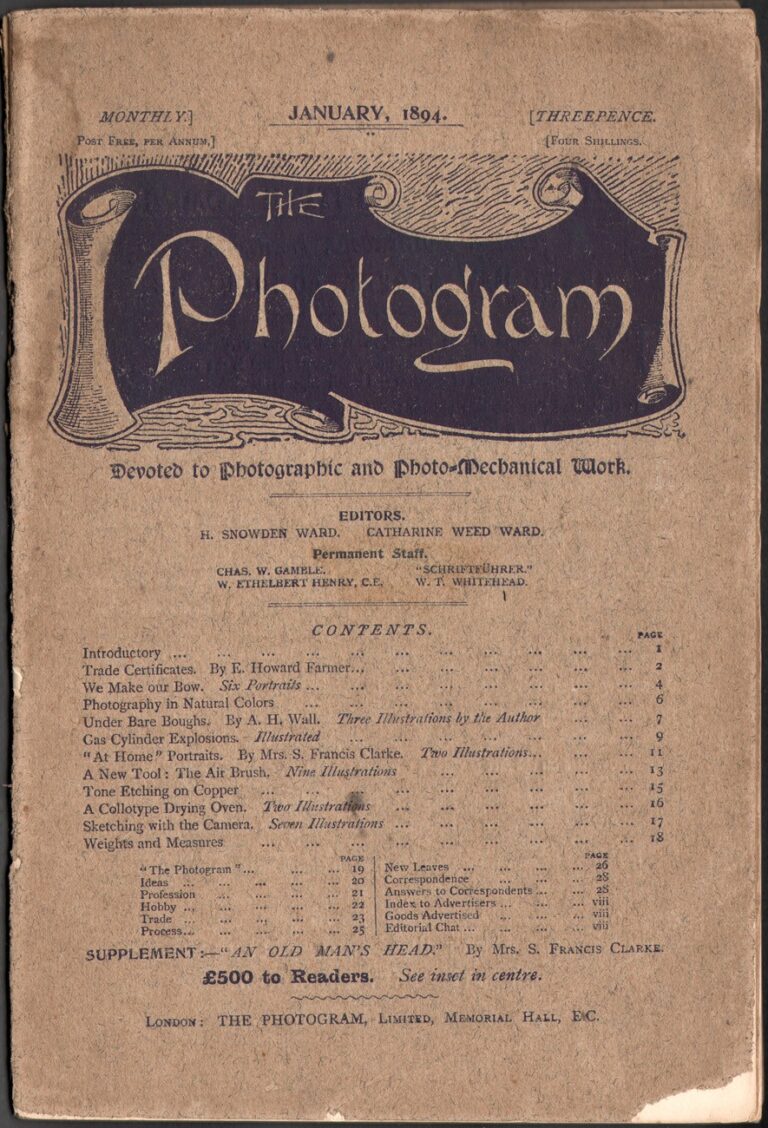 MONTHLY.] JANUARY, 1894. [THREEPENCE.
POST FREE, PER ANNUM,] [FOUR SHILLINGS.
THE
Photogram
Devoted to Photographic and Photo-Mechanical Work.
EDITORS.
H. SNOWDEN WARD. CATHARINE WEED WARD.
Permanent Staff.
CHAS. W. GAMBLE. "SCHRIFTFÜHRER."
W. ETHELBERT HENRY, C.E. W. T. WHITEHEAD.
CONTENTS.
PAGE
Introductory ... ... ... ... ... ... ... ... ... ... ... 1
Trade Certificates. By E. Howard Farmer... ... ... ... ... ... ... 2
We Make our Bow. Six Portraits ... ... ... ... ... ... ... ... 4
Photography in Natural Colors ... ... ... ... ... ... ... ... 6
Under Bare Boughs. By A. H. Wall. Three Illustrations by the Author ... ... 7
Gas Cylinder Explosions. Illustrated ... ... ... ... ... ... ... 9
"At Home" Portraits. By Mrs. S. Francis Clarke. Two Illustrations... ... ... 11
A New Tool: The Air Brush. Nine Illustrations ... ... ... ... ... 13
Tone Etching on Copper ... ... ... ... ... ... ... ... ... 15
A Collotype Drying Oven. Two Illustrations ... ... ... ... ... ... 16
Sketching with the Camera. Seven Illustrations ... ... ... ... ... ... 17
Weights and Measures ... ... ... ... ... ... ... ... ... 18
PAGE
"The Photogram"... ... ... 19
Ideas ... ... ... ... ... 20
Profession ... ... ... ... 21
Hobby ... ... ... ... ... 22
Trade ... ... ... ... ... 23
Process... ... ... ... ... 25
PAGE
New Leaves ... ... ... ... 26
Correspondence ... ... ... 28
Answers to Correspondents ... ... 28
Index to Advertisers ... ... ... viii
Goods Advertised ... ... ... viii
Editorial Chat ... ... ... ... viii
SUPPLEMENT:—"AN OLD MAN'S HEAD." By MRS. S. FRANCIS CLARKE.
£500 to Readers. See inset in centre.
LONDON: THE PHOTOGRAM, LIMITED, MEMORIAL HALL, E.C.